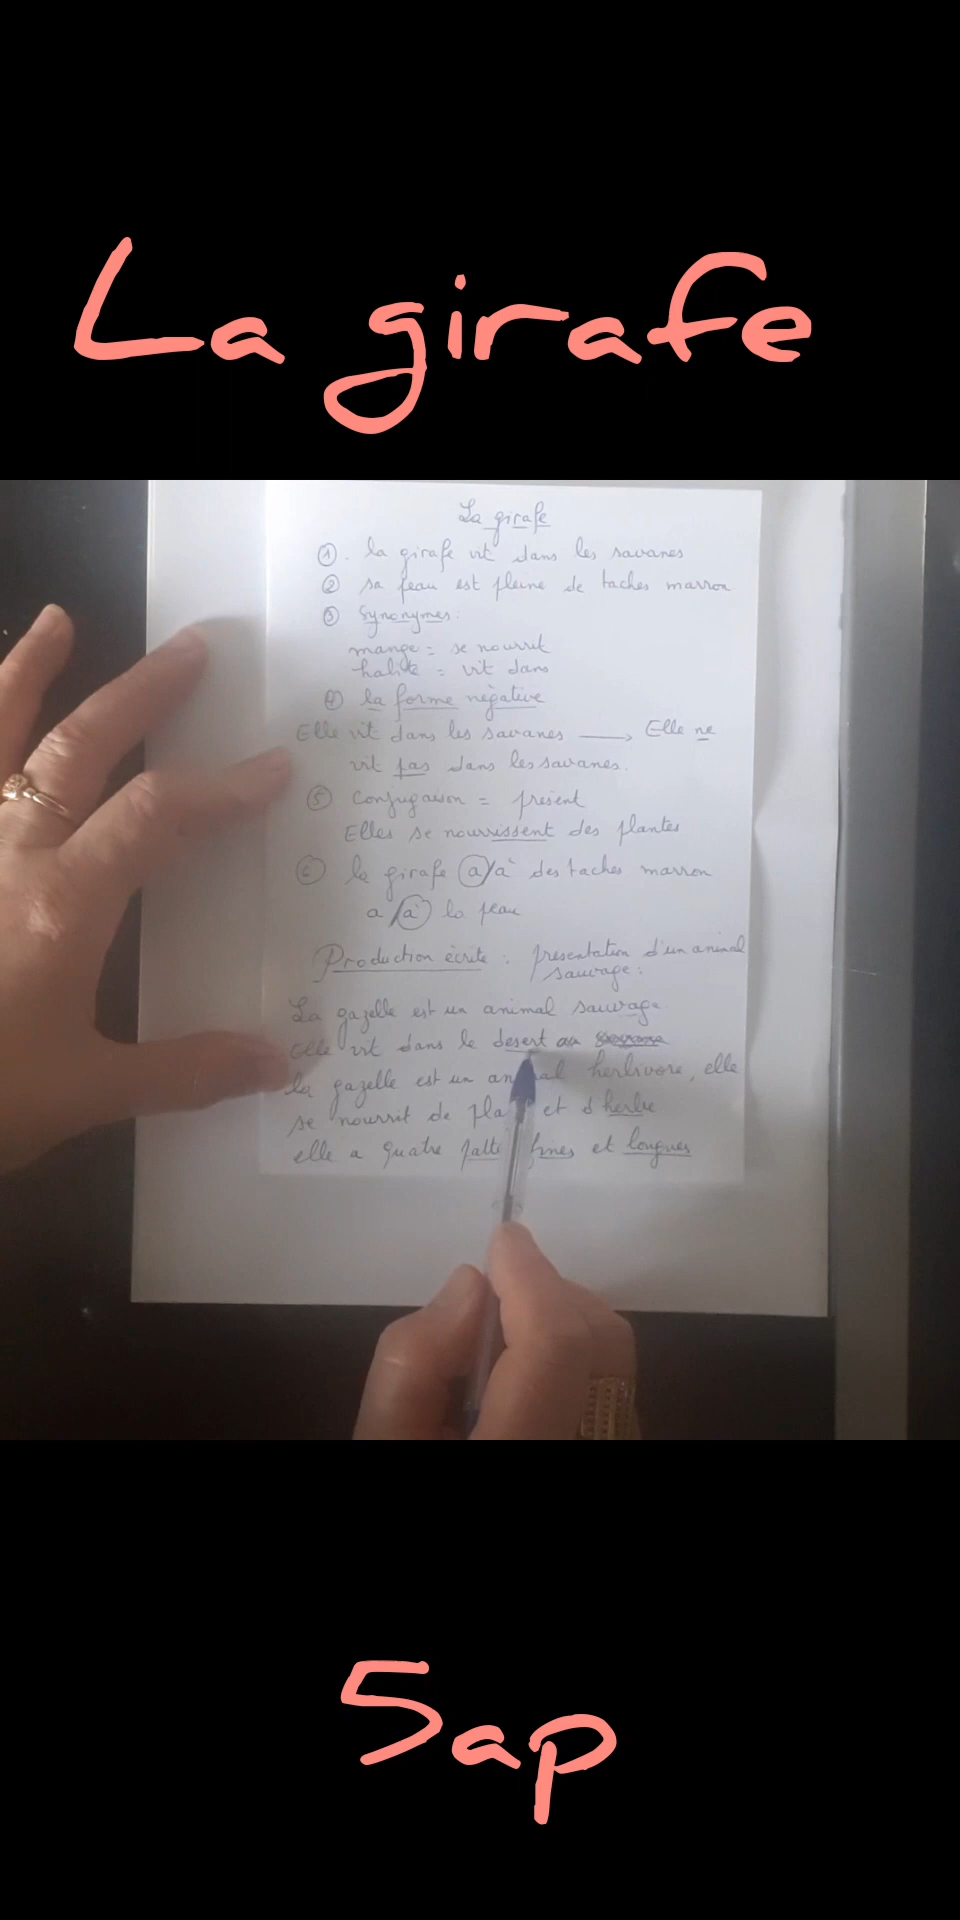 La girafe
La girafe
① . la girafe vit dans les savanes
② sa peau est pleine de taches marron
③ Synonymes :
mange = se nourrit
habite = vit dans
④ la forme négative
Elle vit dans les savanes → Elle ne
vit pas dans les savanes.
⑤ Conjugaison = présent
Elles se nourrissent des plantes
⑥ la girafe a/à des taches marron
a/à la peau
Production écrite : présentation d'un animal
sauvage :
La gazelle est un animal sauvage
Elle vit dans le desert
la gazelle est un animal herbivore, elle
se nourrit de et d herbe
elle a quatre fines et longues
5ap